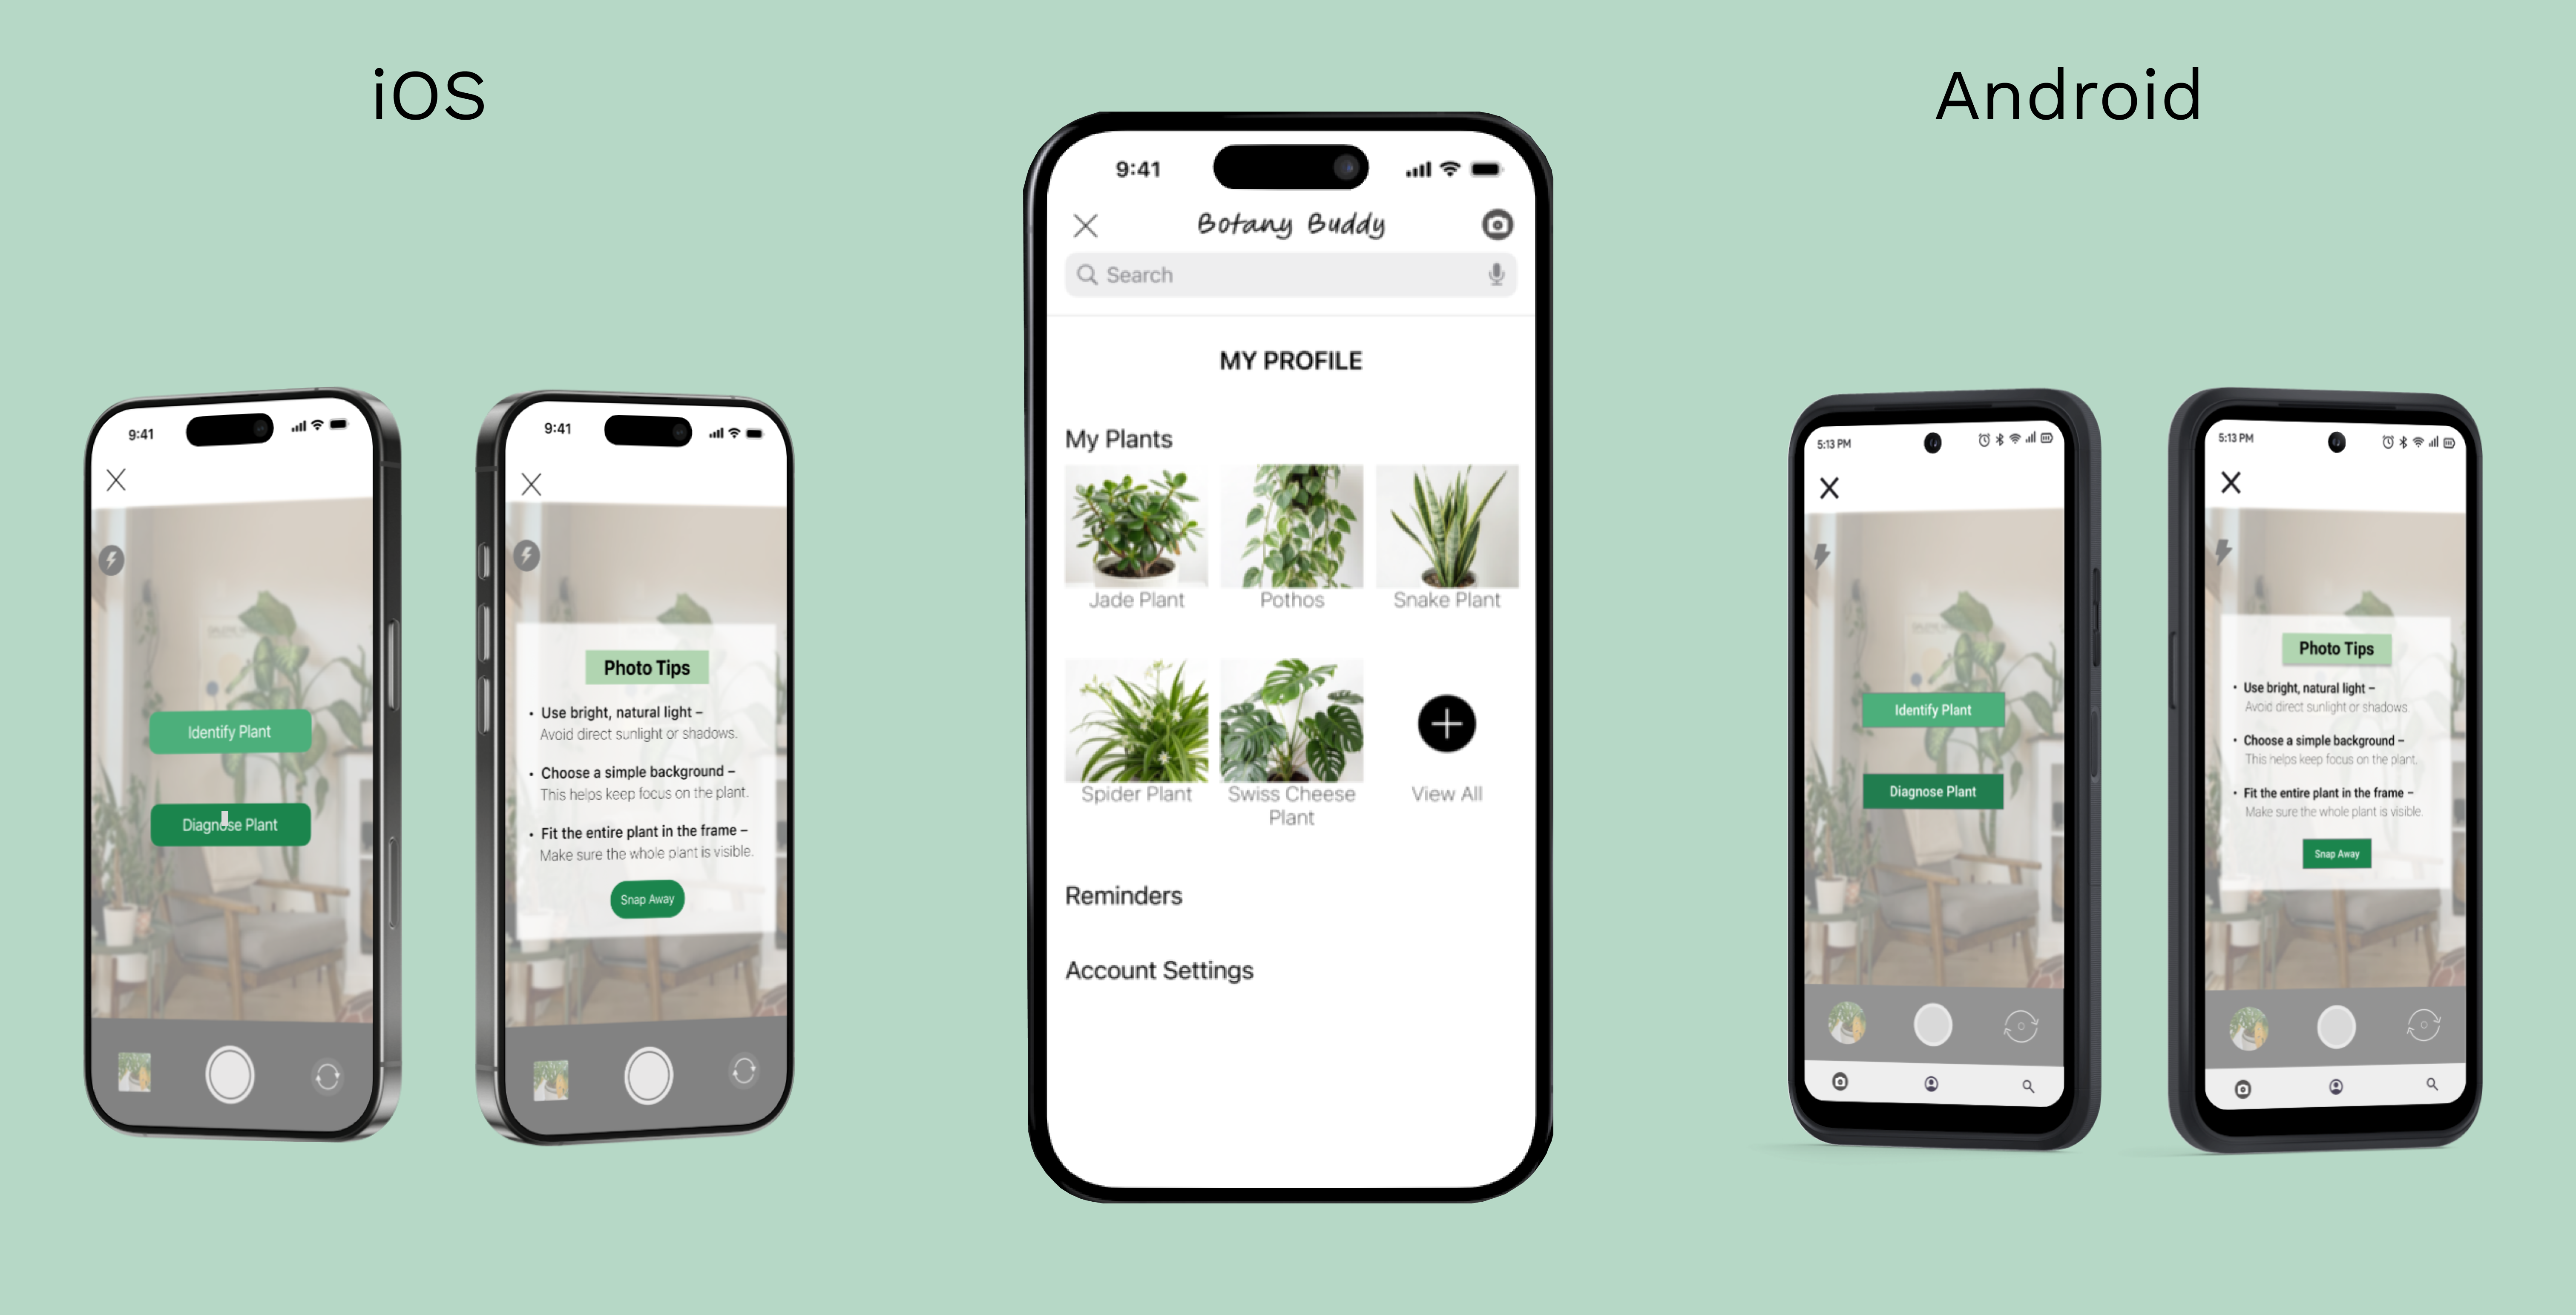 iOS
Android
9:41
X
Identify Plant
Diagnose Plant
9:41
X
Photo Tips
• Use bright, natural light –
Avoid direct sunlight or shadows.
• Choose a simple background –
This helps keep focus on the plant.
• Fit the entire plant in the frame –
Make sure the whole plant is visible.
Snap Away
9:41
Botany Buddy
Search
MY PROFILE
My Plants
Jade Plant
Pothos
Snake Plant
Spider Plant
Swiss Cheese
Plant
View All
Reminders
Account Settings
5:13 PM
X
Identify Plant
Diagnose Plant
5:13 PM
X
Photo Tips
• Use bright, natural light –
Avoid direct sunlight or shadows
• Choose a simple background –
This helps keep focus on the plant.
• Fit the entire plant in the frame –
Make sure the whole plant is visible.
Snap Away